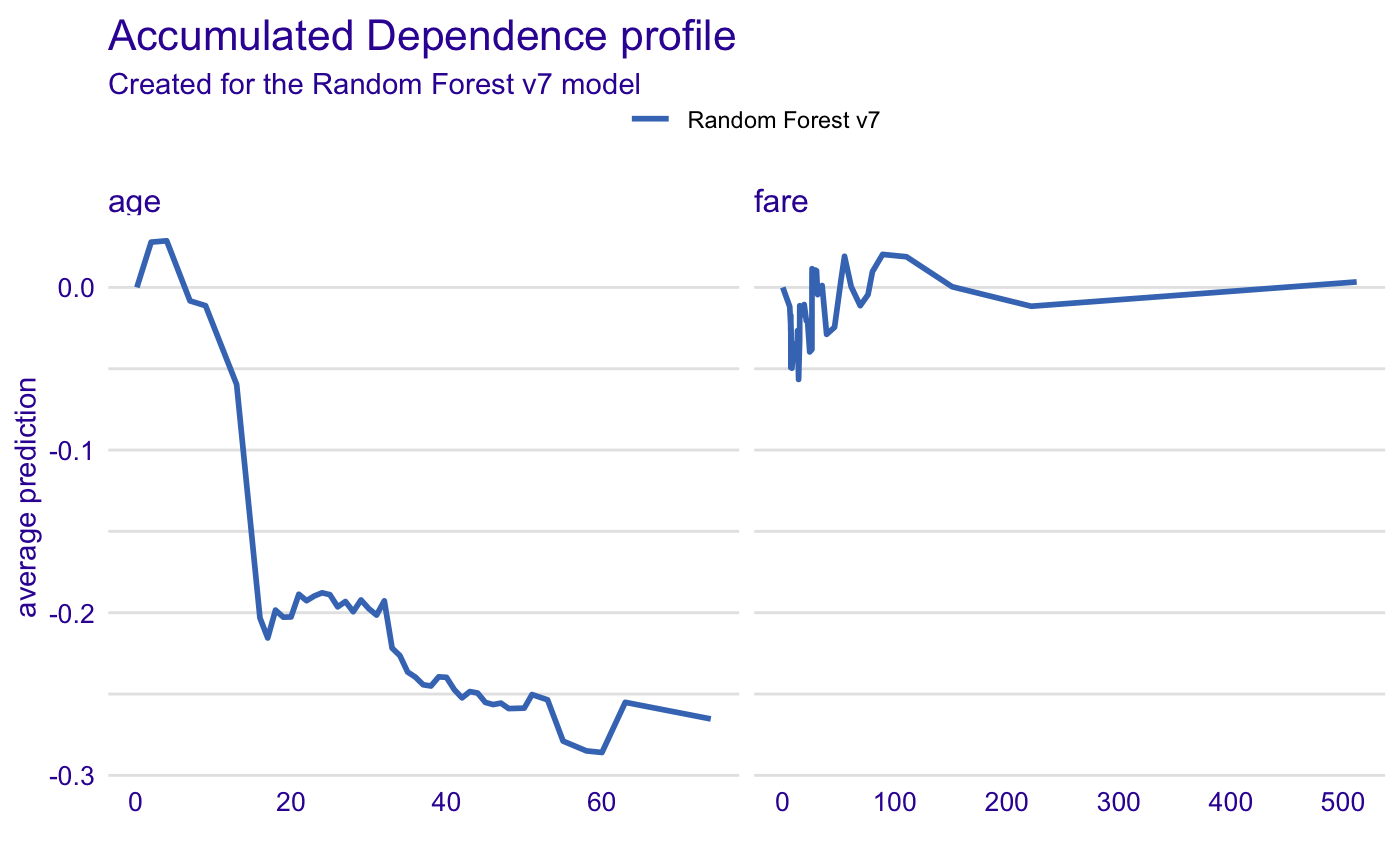 Accumulated Dependence profile
Created for the Random Forest v7 model
Random Forest v7
age
fare
average prediction
0.0
-0.1
-0.2
-0.3
0 20 40 60
0 100 200 300 400 500